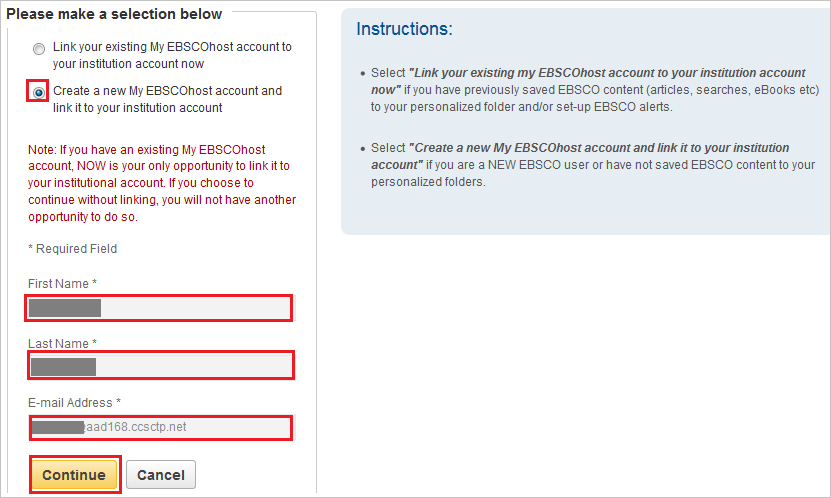 Please make a selection below
Link your existing My EBSCOhost account to
your institution account now
Create a new My EBSCOhost account and
link it to your institution account
Note: If you have an existing My EBSCOhost
account, NOW is your only opportunity to link it to
your institutional account. If you choose to
continue without linking, you will not have another
opportunity to do so.
* Required Field
First Name *
Last Name *
E-mail Address *
aad168.ccsctp.net
Continue
Cancel
Instructions:
• Select "Link your existing my EBSCOhost account to your institution account
now" if you have previously saved EBSCO content (articles, searches, eBooks etc)
to your personalized folder and/or set-up EBSCO alerts.
• Select "Create a new My EBSCOhost account and link it to your institution
account" if you are a NEW EBSCO user or have not saved EBSCO content to your
personalized folders.